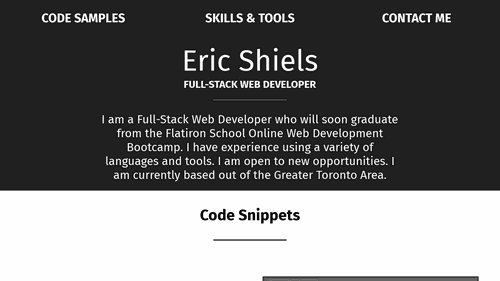 CODE SAMPLES SKILLS & TOOLS CONTACT ME
Eric Shiels
FULL-STACK WEB DEVELOPER
I am a Full-Stack Web Developer who will soon graduate
from the Flatiron School Online Web Development
Bootcamp. I have experience using a variety of
languages and tools. I am open to new opportunities. I
am currently based out of the Greater Toronto Area.
Code Snippets